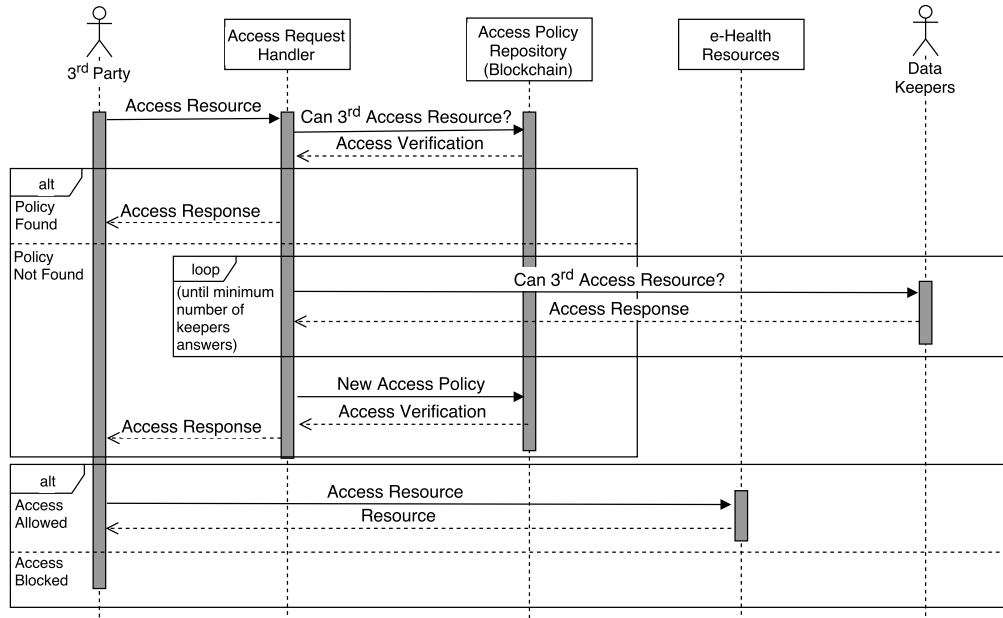 3rd Party
Access Request
Handler
Access Policy
Repository
(Blockchain)
e-Health
Resources
Data
Keepers
Access Resource
Can 3rd Access Resource?
Access Verification
alt
Policy
Found
Access Response
Policy
Not Found
loop
(until minimum
number of
keepers
answers)
Can 3rd Access Resource?
Access Response
New Access Policy
Access Verification
Access Response
alt
Access
Allowed
Access Resource
Resource
Access
Blocked